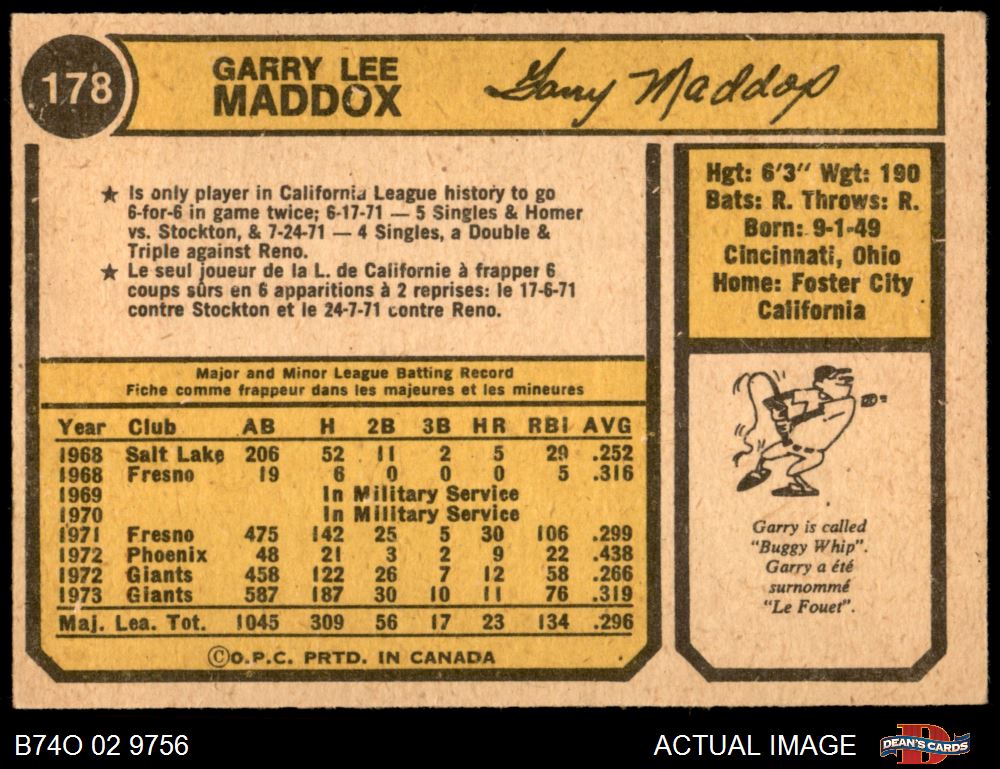 178
GARRY LEE
MADDOX
Garry Maddox
★ Is only player in California League history to go
6-for-6 in game twice; 6-17-71 — 5 Singles & Homer
vs. Stockton, & 7-24-71 — 4 Singles, a Double &
Triple against Reno.
★ Le seul joueur de la L. de Californie à frapper 6
coups sûrs en 6 apparitions à 2 reprises: le 17-6-71
contre Stockton et le 24-7-71 contre Reno.
Hgt: 6'3" Wgt: 190
Bats: R. Throws: R.
Born: 9-1-49
Cincinnati, Ohio
Home: Foster City
California
Major and Minor League Batting Record
Fiche comme frappeur dans les majeures et les mineures
Year Club AB H 2B 3B HR RBI AVG
1968 Salt Lake 206 52 11 2 5 29 .252
1968 Fresno 19 6 0 0 0 5 .316
1969 In Military Service
1970 In Military Service
1971 Fresno 475 142 25 5 30 106 .299
1972 Phoenix 48 21 3 2 9 22 .438
1972 Giants 458 122 26 7 12 58 .266
1973 Giants 587 187 30 10 11 76 .319
Maj. Lea. Tot. 1045 309 56 17 23 134 .296
©O.P.C. PRTD. IN CANADA
Garry is called
"Buggy Whip".
Garry a été
surnommé
"Le Fouet".
B74O 02 9756
ACTUAL IMAGE
DEAN'S CARDS